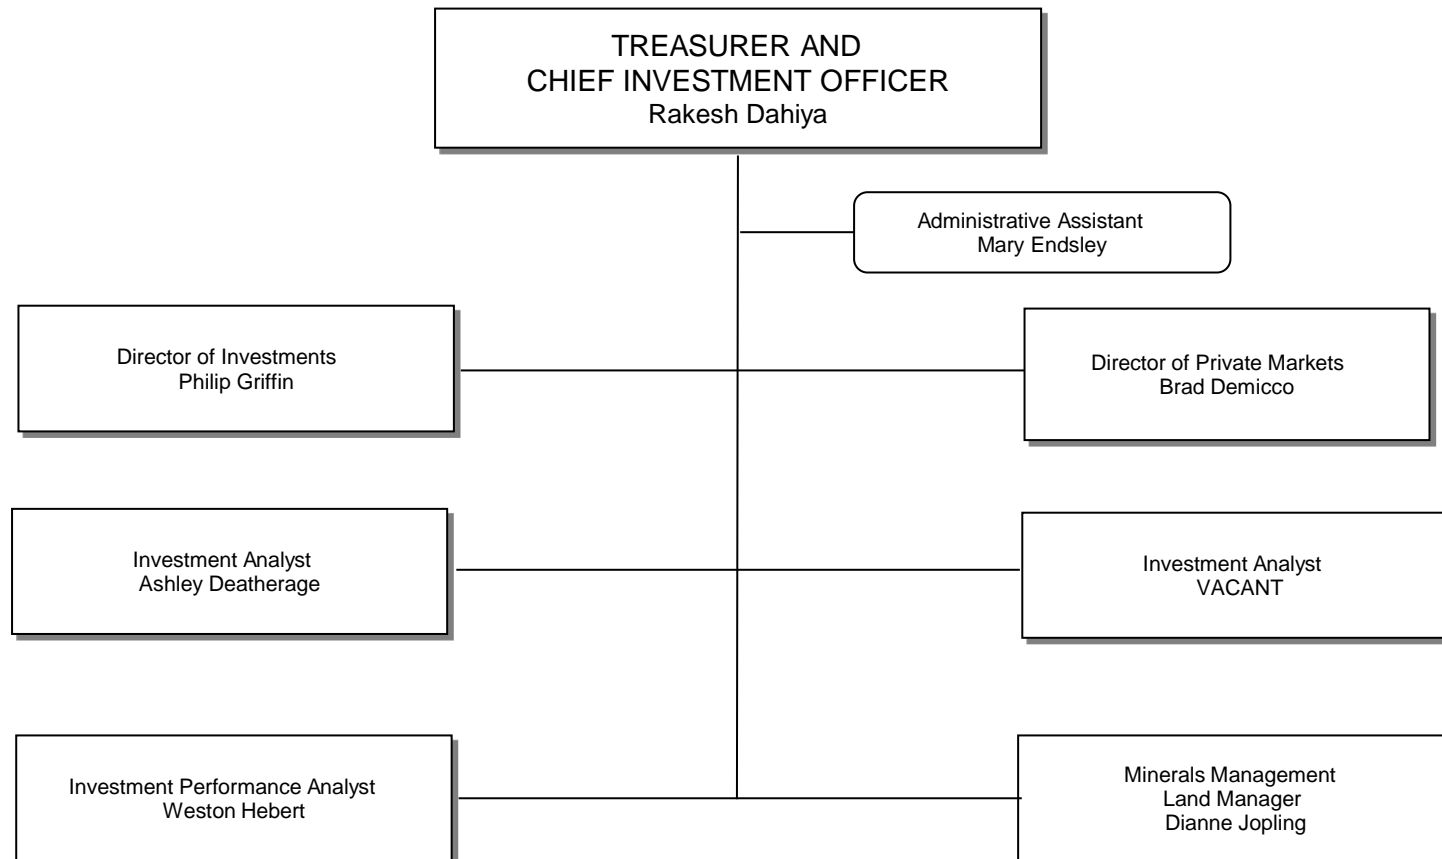 TREASURER AND
CHIEF INVESTMENT OFFICER
Rakesh Dahiya
Administrative Assistant
Mary Endsley
Director of Investments
Philip Griffin
Director of Private Markets
Brad Demicco
Investment Analyst
Ashley Deatherage
Investment Analyst
VACANT
Investment Performance Analyst
Weston Hebert
Minerals Management
Land Manager
Dianne Jopling